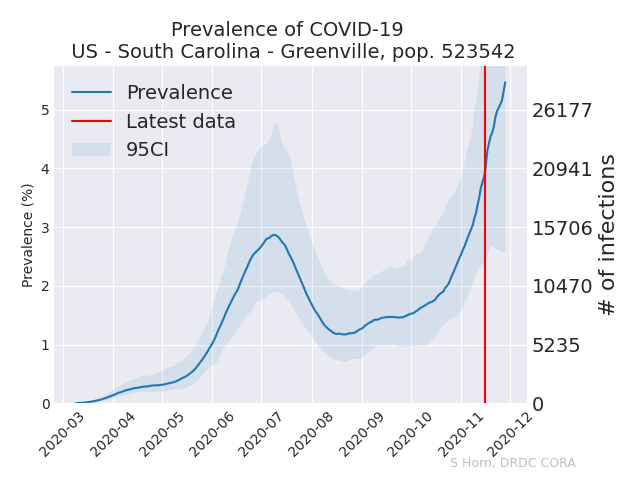 Prevalence of COVID-19
US - South Carolina - Greenville, pop. 523542
Prevalence
Latest data
95CI
Prevalence (%)
5
4
3
2
1
0
26177
20941
15706
10470
5235
0
# of infections
2020-03
2020-04
2020-05
2020-06
2020-07
2020-08
2020-09
2020-10
2020-11
2020-12
S Horn, DRDC CORA